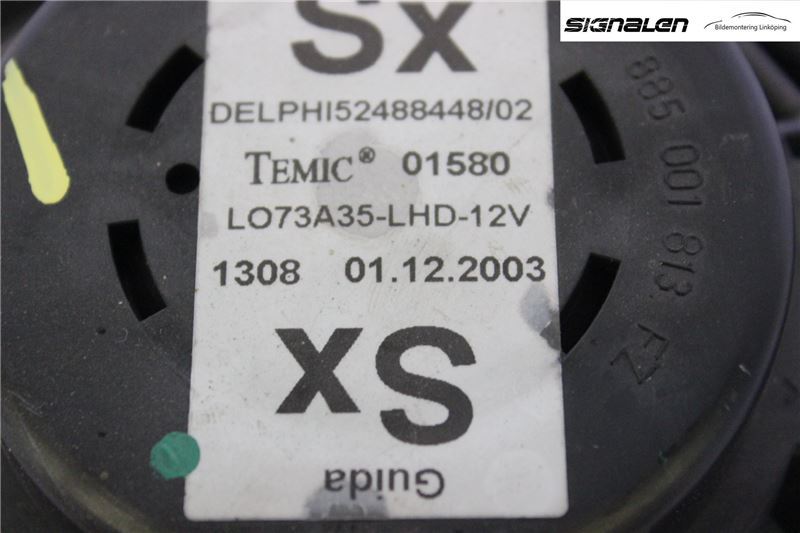 SIGNALEN
Bildemontering Linköping
Sx
DELPHI52488448/02
TEMIC® 01580
LO73A35-LHD-12V
1308 01.12.2003
Sx
Guida
885 001 813 FZ